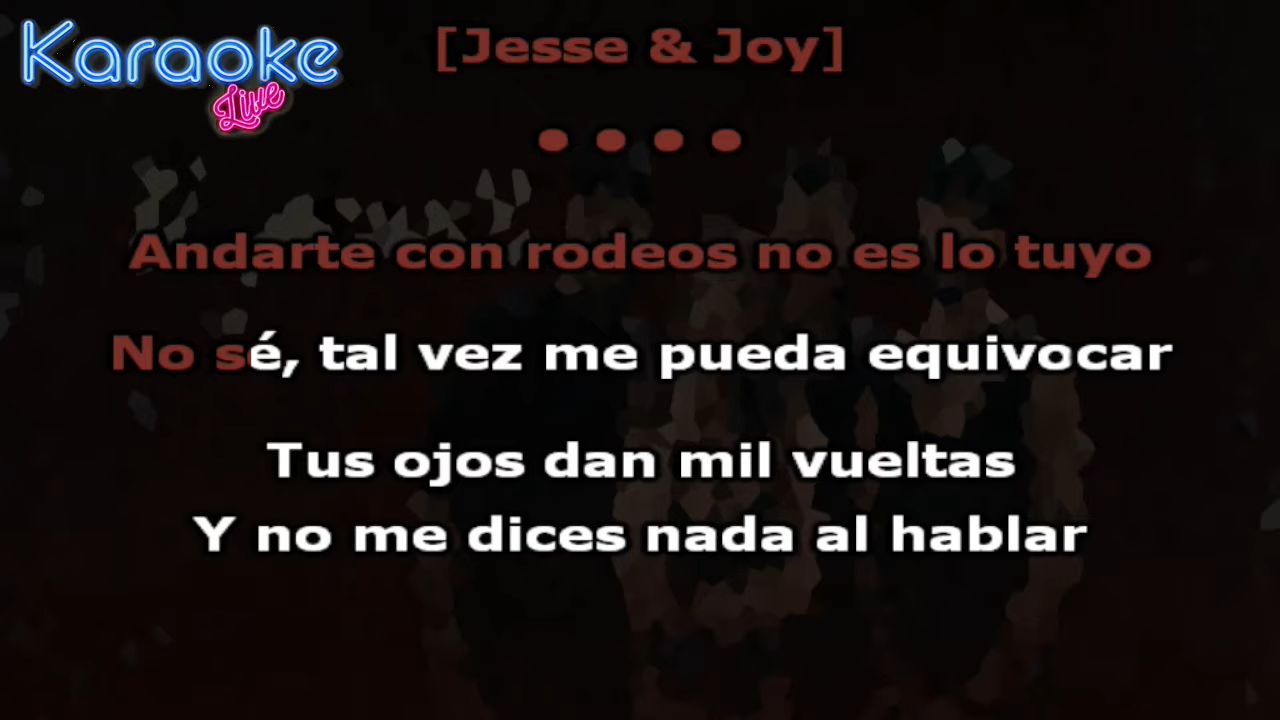 Karaoke
Live
[Jesse & Joy]
• • • •
Andarte con rodeos no es lo tuyo
No sé, tal vez me pueda equivocar
Tus ojos dan mil vueltas
Y no me dices nada al hablar